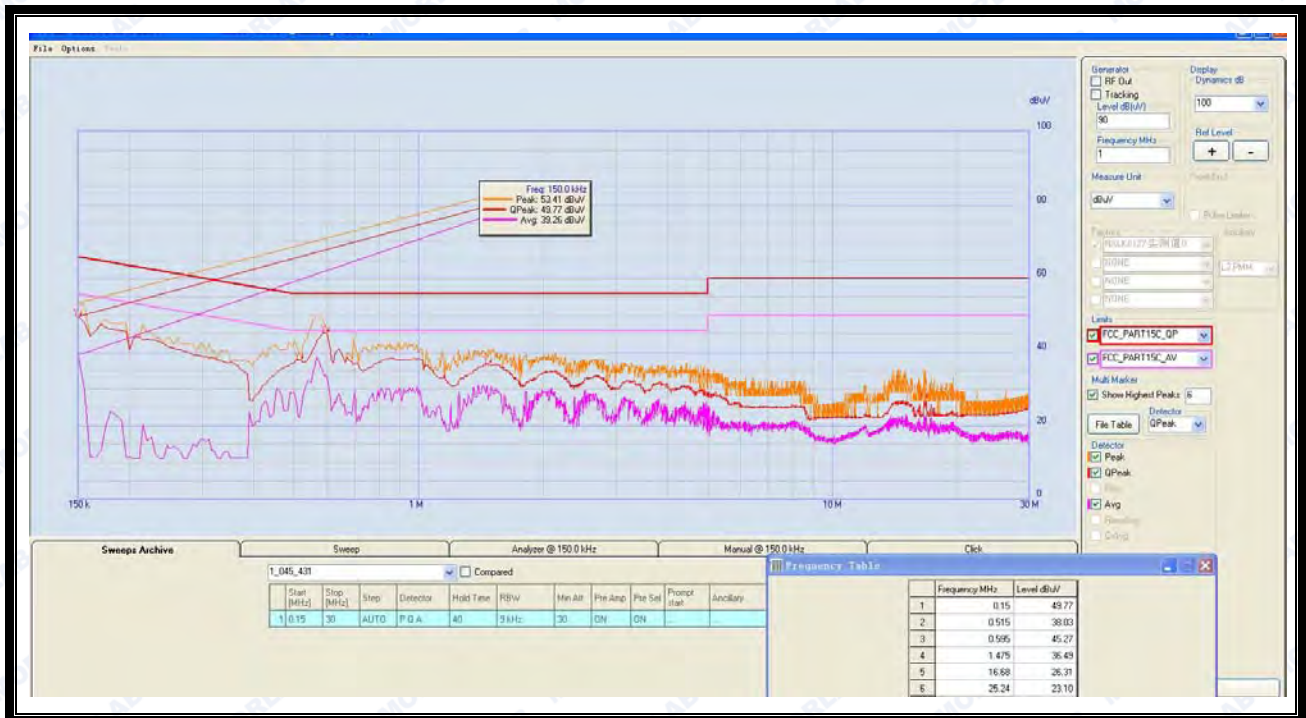 File Options Tools
dBuV
100
80
60
40
20
0
150 k
1 M
10 M
30 M
Freq: 150.0 kHz
Peak: 53.41 dBuV
QPeak: 49.77 dBuV
Avg: 39.26 dBuV
Generator
RF Out
Tracking
Level dB(uV)
90
Frequency MHz
1
Display
Dynamics dB
100
Ref Level
+ -
Measure Unit
dBuV
Pulse Limiter
NONE
NONE
NONE
Limits
FCC_PART15C_QP
FCC_PART15C_AV
Multi Marker
Show Highest Peaks 6
File Table
Detector
QPeak
Detector
Peak
QPeak
Avg
Sweeps Archive
Sweep
Analyzer @ 150.0 kHz
Manual @ 150.0 kHz
Click
1_045_431
Compared
Start [MHz] Stop [MHz] Step Detector Hold Time RBW Min Att Pre Amp Pre Sel Prompt start Ancillary
1 0.15 30 AUTO P Q A 40 9 kHz 30 ON ON ... ...
Frequency Table
Frequency MHz Level dBuV
1 0.15 49.77
2 0.515 38.03
3 0.595 45.27
4 1.475 36.49
5 16.68 26.31
6 25.24 23.10